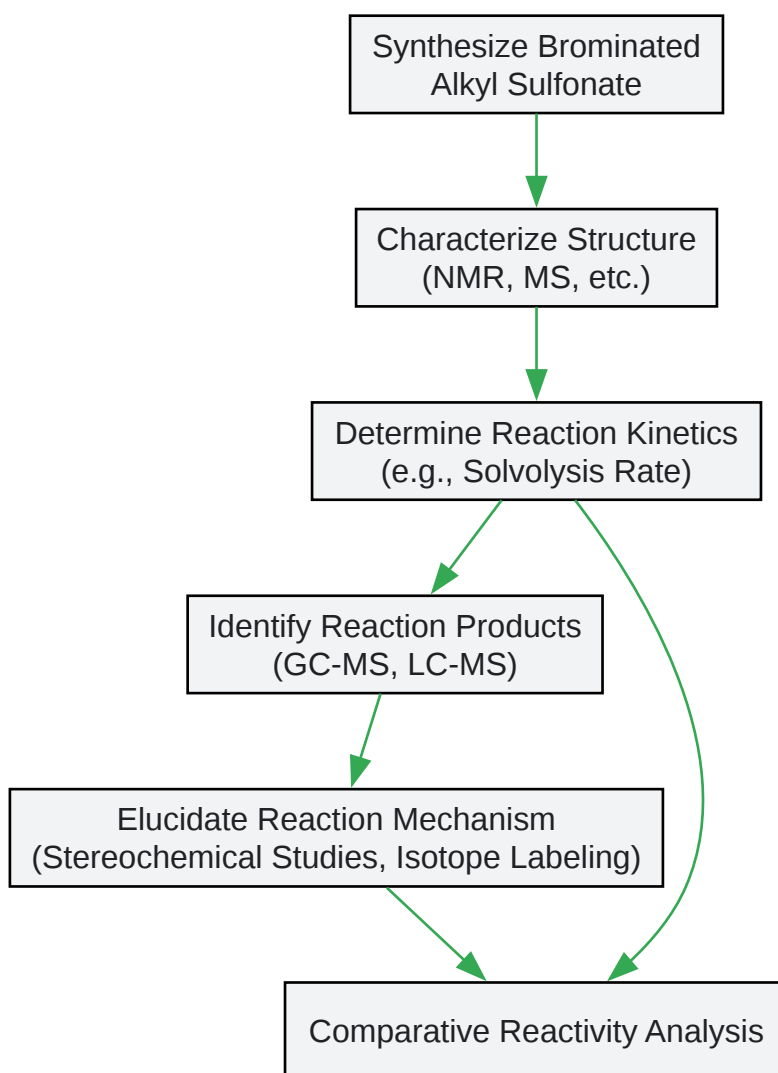 Synthesize Brominated
Alkyl Sulfonate
Characterize Structure
(NMR, MS, etc.)
Determine Reaction Kinetics
(e.g., Solvolysis Rate)
Identify Reaction Products
(GC-MS, LC-MS)
Elucidate Reaction Mechanism
(Stereochemical Studies, Isotope Labeling)
Comparative Reactivity Analysis